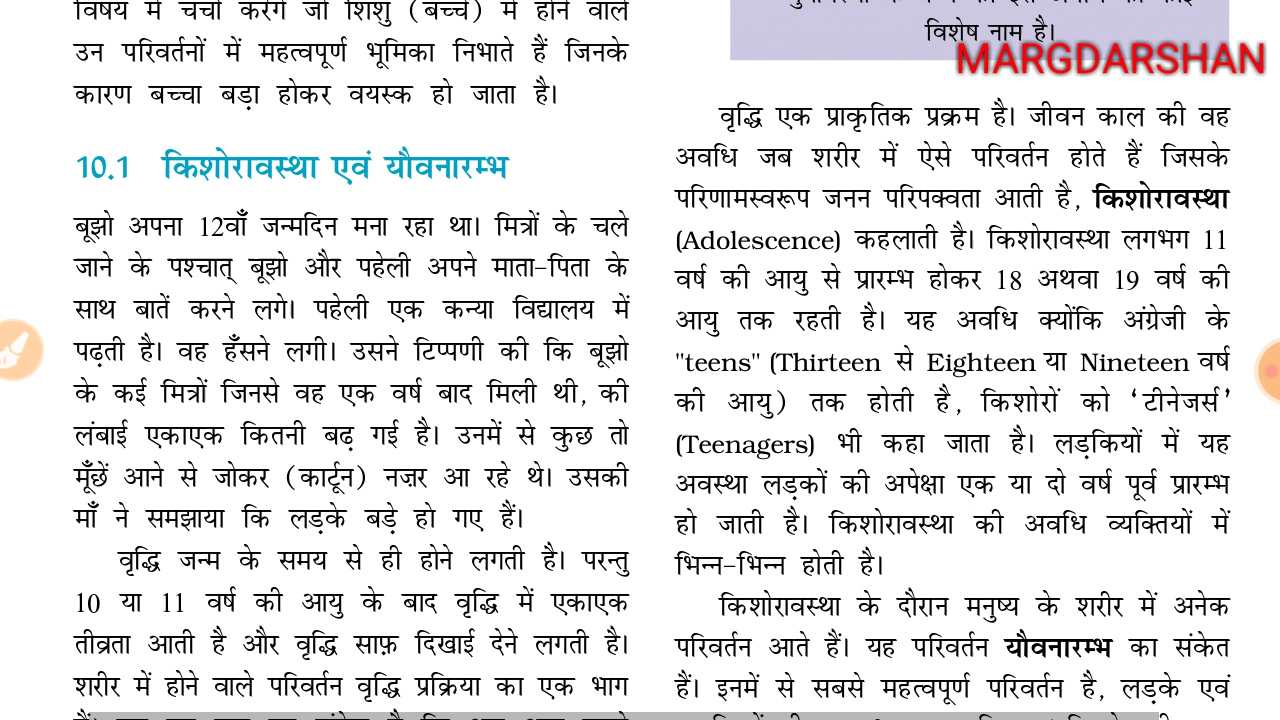 विषय में चर्चा करेंगे जो शिशु (बच्चे) में होने वाले
उन परिवर्तनों में महत्वपूर्ण भूमिका निभाते हैं जिनके
कारण बच्चा बड़ा होकर वयस्क हो जाता है।
10.1 किशोरावस्था एवं यौवनारम्भ
बूझो अपना 12वाँ जन्मदिन मना रहा था। मित्रों के चले
जाने के पश्चात् बूझो और पहेली अपने माता-पिता के
साथ बातें करने लगे। पहेली एक कन्या विद्यालय में
पढ़ती है। वह हँसने लगी। उसने टिप्पणी की कि बूझो
के कई मित्रों जिनसे वह एक वर्ष बाद मिली थी, की
लंबाई एकाएक कितनी बढ़ गई है। उनमें से कुछ तो
मूँछें आने से जोकर (कार्टून) नज़र आ रहे थे। उसकी
माँ ने समझाया कि लड़के बड़े हो गए हैं।
वृद्धि जन्म के समय से ही होने लगती है। परन्तु
10 या 11 वर्ष की आयु के बाद वृद्धि में एकाएक
तीव्रता आती है और वृद्धि साफ़ दिखाई देने लगती है।
शरीर में होने वाले परिवर्तन वृद्धि प्रक्रिया का एक भाग
विशेष नाम है।
MARGDARSHAN
वृद्धि एक प्राकृतिक प्रक्रम है। जीवन काल की वह
अवधि जब शरीर में ऐसे परिवर्तन होते हैं जिसके
परिणामस्वरूप जनन परिपक्वता आती है, किशोरावस्था
(Adolescence) कहलाती है। किशोरावस्था लगभग 11
वर्ष की आयु से प्रारम्भ होकर 18 अथवा 19 वर्ष की
आयु तक रहती है। यह अवधि क्योंकि अंग्रेजी के
"teens" (Thirteen से Eighteen या Nineteen वर्ष
की आयु) तक होती है, किशोरों को ‘टीनेजर्स’
(Teenagers) भी कहा जाता है। लड़कियों में यह
अवस्था लड़कों की अपेक्षा एक या दो वर्ष पूर्व प्रारम्भ
हो जाती है। किशोरावस्था की अवधि व्यक्तियों में
भिन्न-भिन्न होती है।
किशोरावस्था के दौरान मनुष्य के शरीर में अनेक
परिवर्तन आते हैं। यह परिवर्तन यौवनारम्भ का संकेत
हैं। इनमें से सबसे महत्वपूर्ण परिवर्तन है, लड़के एवं